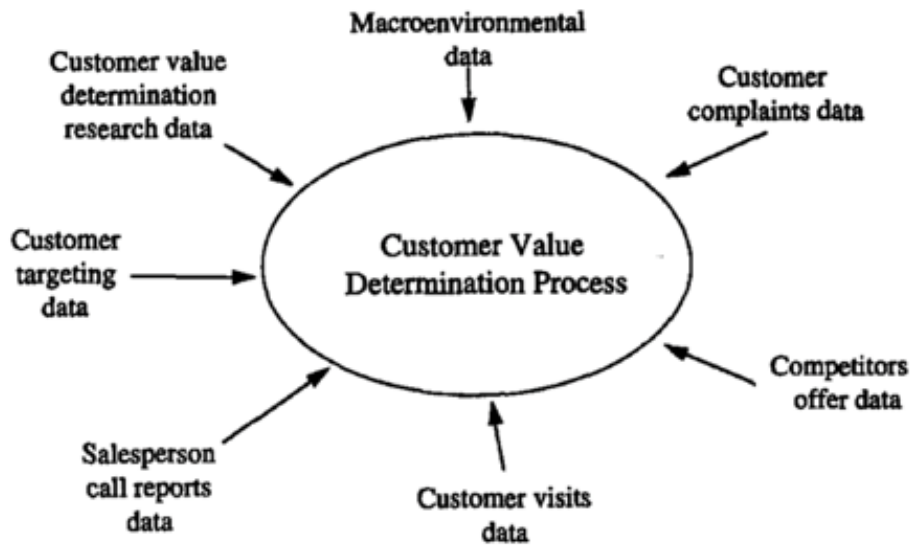 Macroenvironmental
data
Customer value
determination
research data
Customer
complaints data
Customer
targeting
data
Customer Value
Determination Process
Competitors
offer data
Salesperson
call reports
data
Customer visits
data